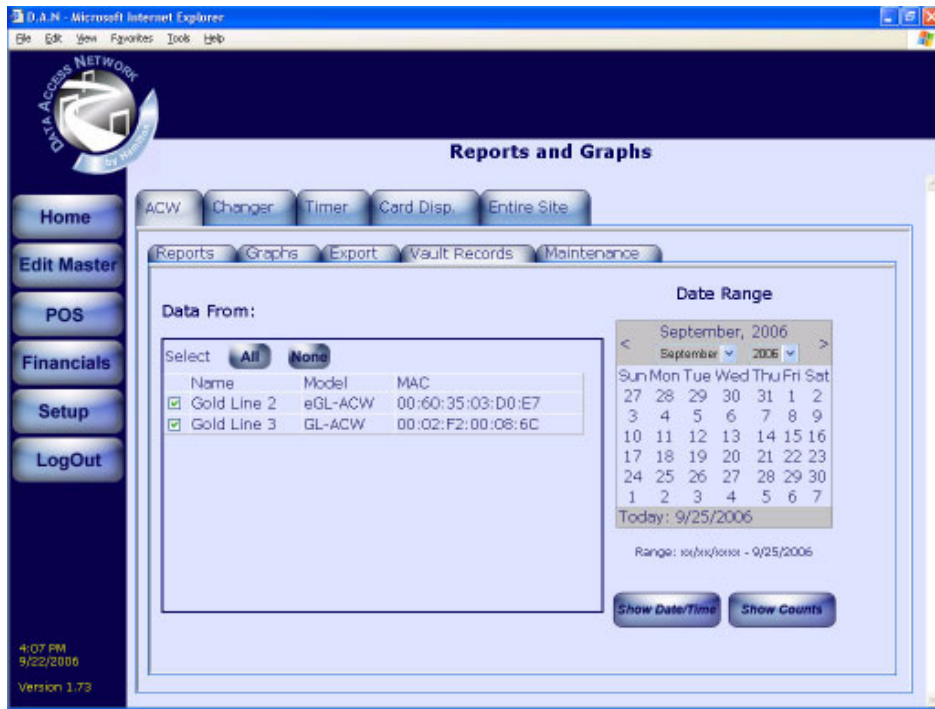 D.A.N - Microsoft Internet Explorer
File Edit View Favorites Tools Help
DATA ACCESS NETWORK
by Hamilton
Reports and Graphs
Home
Edit Master
POS
Financials
Setup
LogOut
4:07 PM
9/22/2006
Version 1.73
ACW Changer Timer Card Disp. Entire Site
Reports Graphs Export Vault Records Maintenance
Data From:
Select All None
Name Model MAC
Gold Line 2 eGL-ACW 00:60:35:03:D0:E7
Gold Line 3 GL-ACW 00:02:F2:00:08:6C
Date Range
< September, 2006 >
September 2006
Sun Mon Tue Wed Thu Fri Sat
27 28 29 30 31 1 2
3 4 5 6 7 8 9
10 11 12 13 14 15 16
17 18 19 20 21 22 23
24 25 26 27 28 29 30
1 2 3 4 5 6 7
Today: 9/25/2006
Range: xx/xx/xxxx - 9/25/2006
Show Date/Time Show Counts